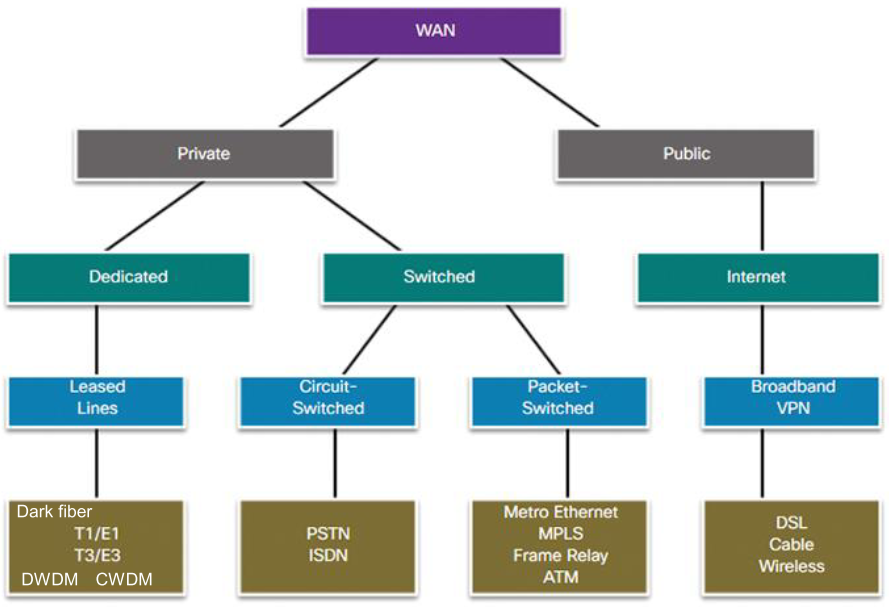 WAN
Private
Public
Dedicated
Switched
Internet
Leased
Lines
Circuit-
Switched
Packet-
Switched
Broadband
VPN
Dark fiber
T1/E1
T3/E3
DWDM CWDM
PSTN
ISDN
Metro Ethernet
MPLS
Frame Relay
ATM
DSL
Cable
Wireless